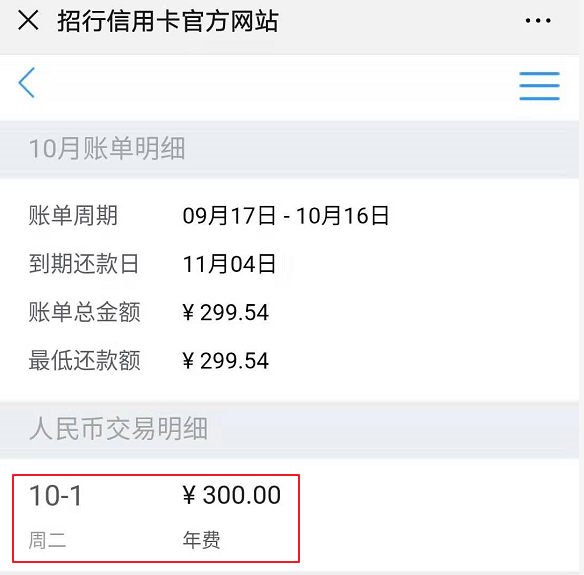 招行信用卡官方网站
10月账单明细
账单周期 09月17日 - 10月16日
到期还款日 11月04日
账单总金额 ¥ 299.54
最低还款额 ¥ 299.54
人民币交易明细
10-1 ¥ 300.00
周二 年费